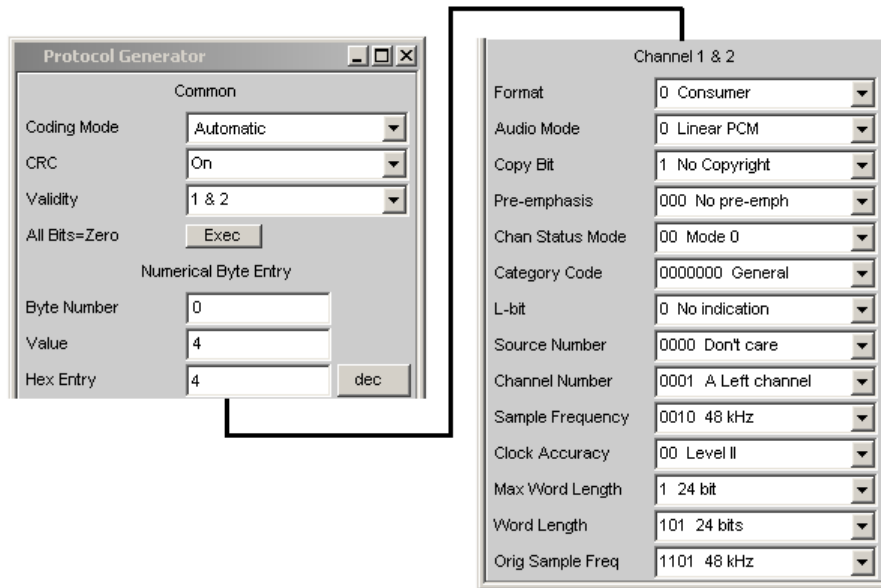 Protocol Generator
Common
Coding Mode Automatic
CRC On
Validity 1 & 2
All Bits=Zero Exec
Numerical Byte Entry
Byte Number 0
Value 4
Hex Entry 4 dec
Channel 1 & 2
Format 0 Consumer
Audio Mode 0 Linear PCM
Copy Bit 1 No Copyright
Pre-emphasis 000 No pre-emph
Chan Status Mode 00 Mode 0
Category Code 0000000 General
L-bit 0 No indication
Source Number 0000 Don't care
Channel Number 0001 A Left channel
Sample Frequency 0010 48 kHz
Clock Accuracy 00 Level II
Max Word Length 1 24 bit
Word Length 101 24 bits
Orig Sample Freq 1101 48 kHz